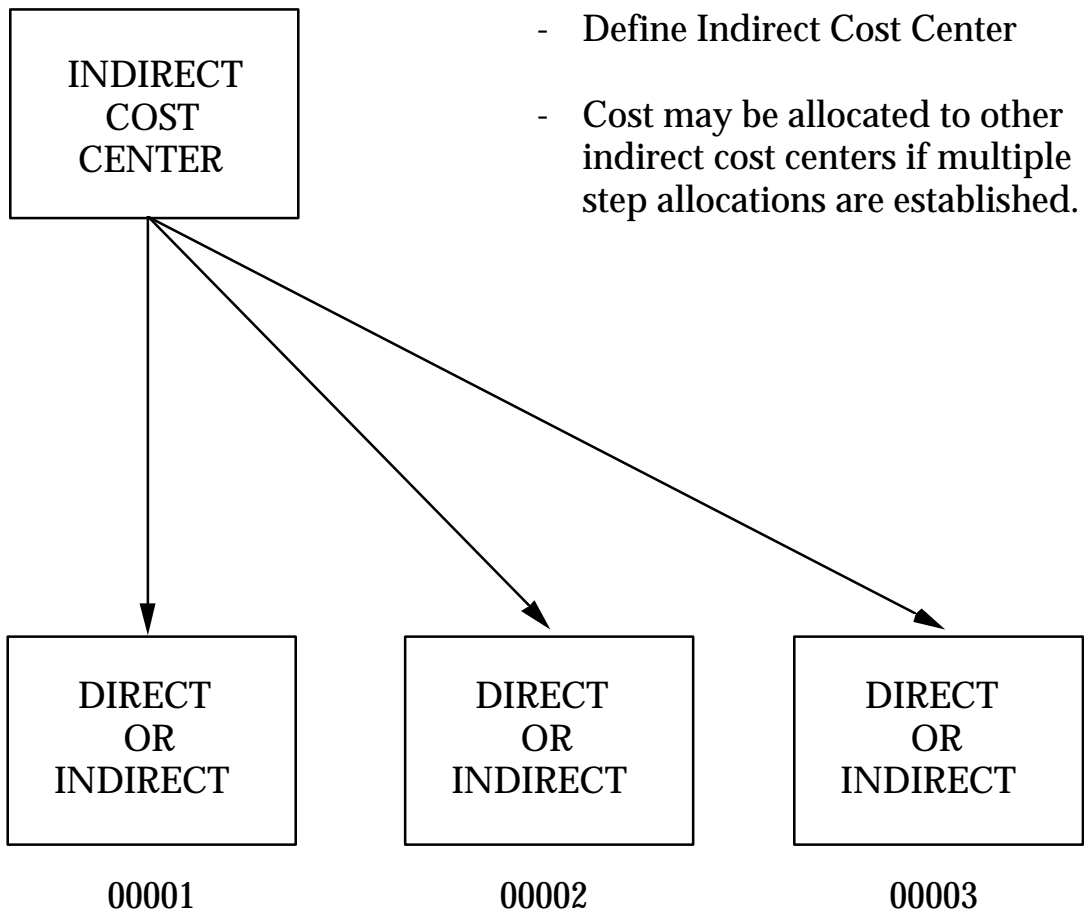 INDIRECT
COST
CENTER
- Define Indirect Cost Center
- Cost may be allocated to other
indirect cost centers if multiple
step allocations are established.
DIRECT
OR
INDIRECT
DIRECT
OR
INDIRECT
DIRECT
OR
INDIRECT
00001
00002
00003